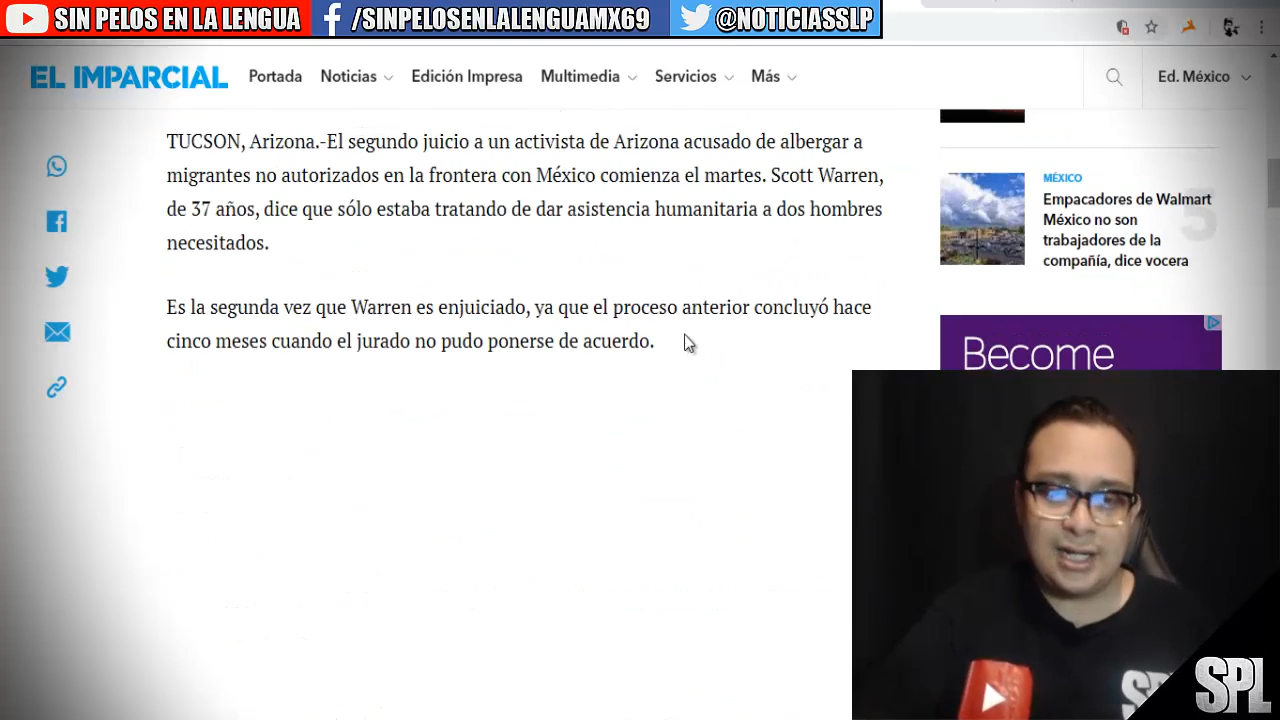 SIN PELOS EN LA LENGUA
/SINPELOSENLALENGUAMX69
@NOTICIASSLP
EL IMPARCIAL
Portada
Noticias
Edición Impresa
Multimedia
Servicios
Más
Ed. México
TUCSON, Arizona.-El segundo juicio a un activista de Arizona acusado de albergar a
migrantes no autorizados en la frontera con México comienza el martes. Scott Warren,
de 37 años, dice que sólo estaba tratando de dar asistencia humanitaria a dos hombres
necesitados.
Es la segunda vez que Warren es enjuiciado, ya que el proceso anterior concluyó hace
cinco meses cuando el jurado no pudo ponerse de acuerdo.
MÉXICO
Empacadores de Walmart
México no son
trabajadores de la
compañía, dice vocera
5
Become
SPL
SPL